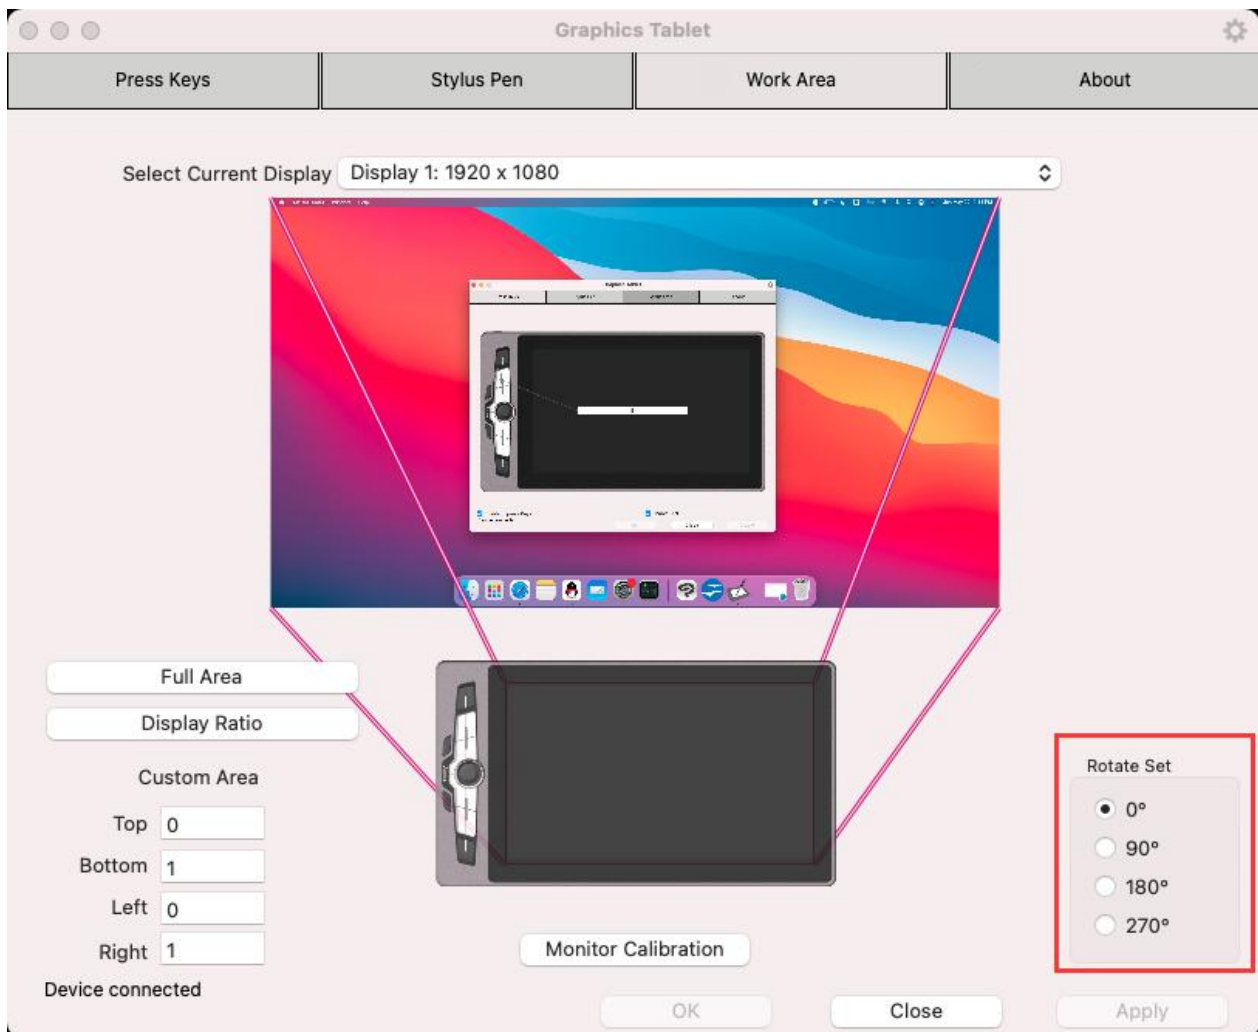 Graphics Tablet
Press Keys
Stylus Pen
Work Area
About
Select Current Display
Display 1: 1920 x 1080
Graphics Tablet
Full Area
Display Ratio
Custom Area
Top 0
Bottom 1
Left 0
Right 1
Device connected
Monitor Calibration
Rotate Set
0°
90°
180°
270°
OK
Close
Apply